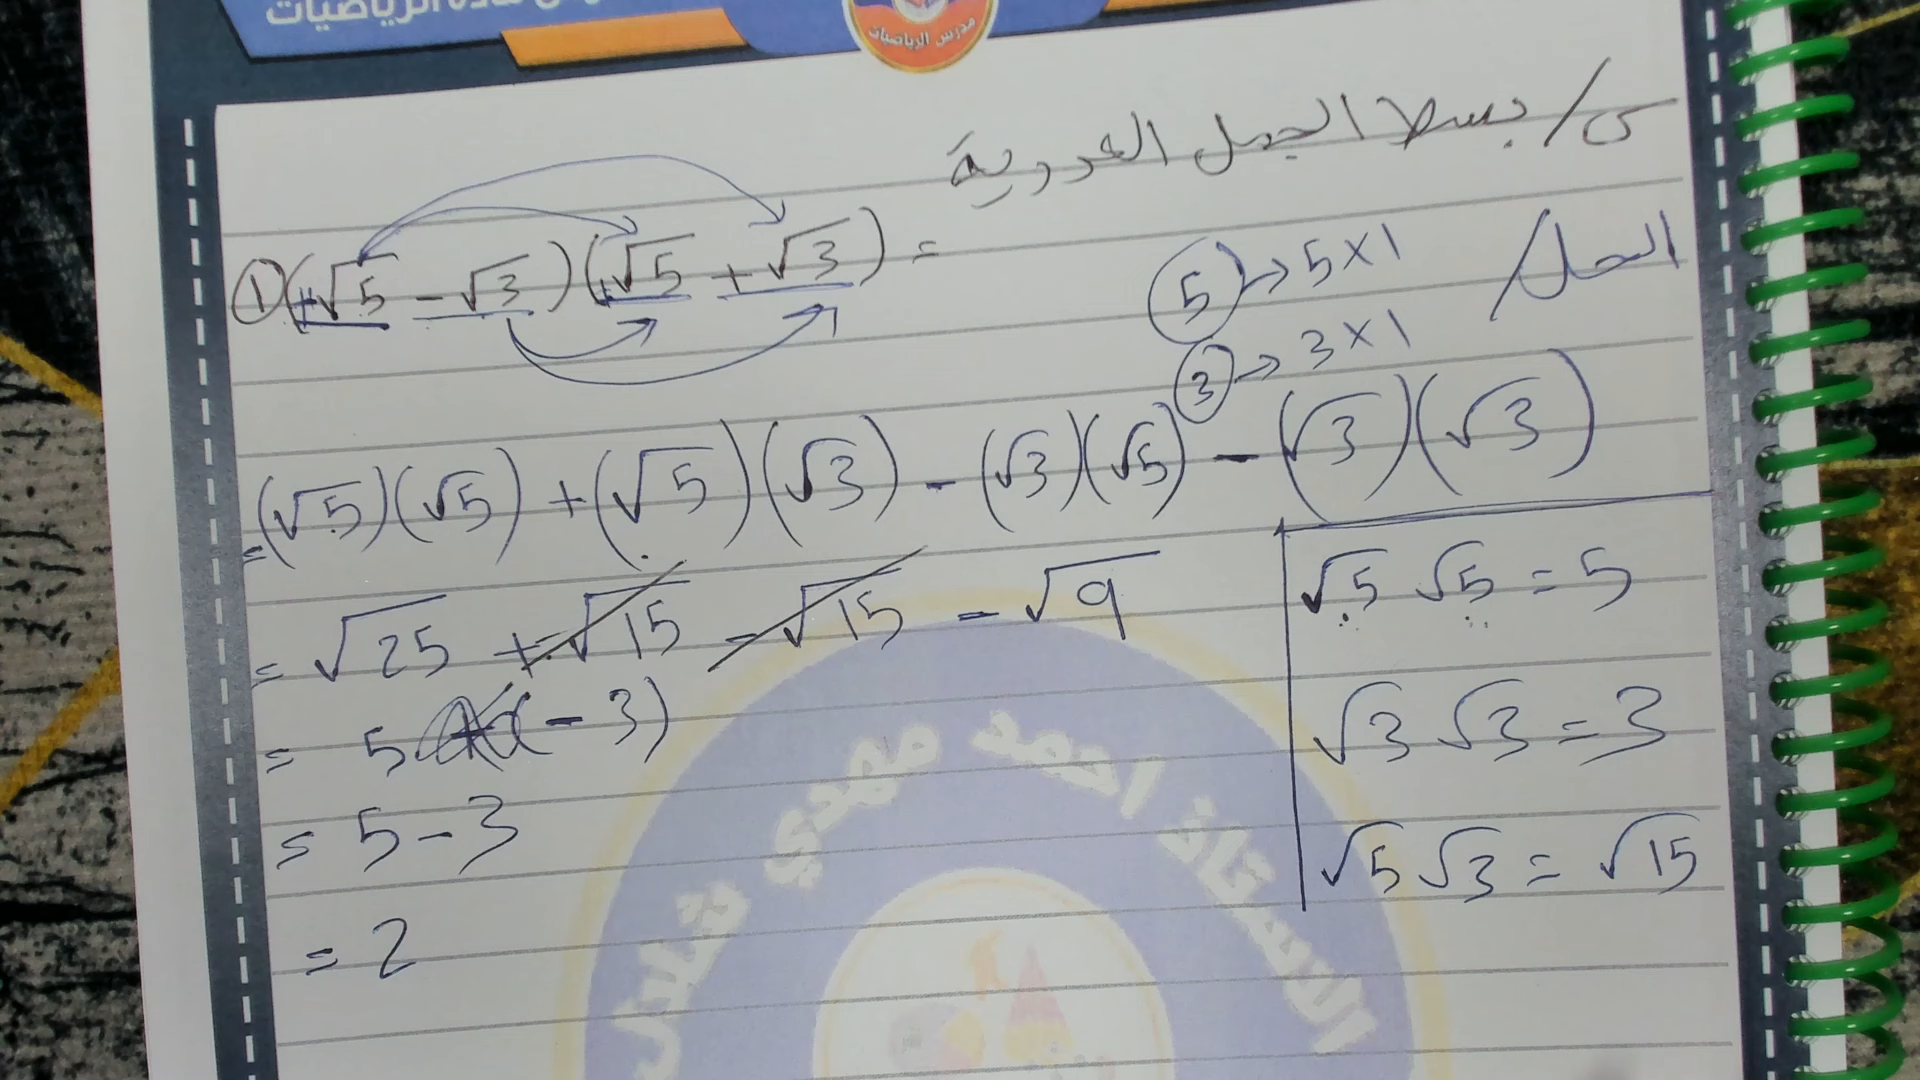 الرياضيات
مدرس الرياضيات
س/ بسط الجمل العددية
① (+√5 - √3)(+√5 + √3) =
الحل/
5 → 5×1
3 → 3×1
= (√5)(√5) + (√5)(√3) - (√3)(√5) - (√3)(√3)
= √25 + √15 - √15 - √9
= 5 (-3)
= 5 - 3
= 2
√5 √5 = 5
√3 √3 = 3
√5 √3 = √15
الاستاذ احمد مهدي شلال